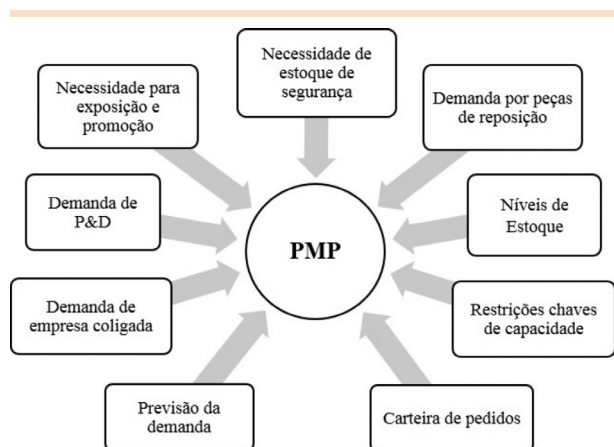 Necessidade de
estoque de
segurança
Necessidade para
exposição e
promoção
Demanda por peças
de reposição
Demanda de
P&D
PMP
Níveis de
Estoque
Demanda de
empresa coligada
Restrições chaves
de capacidade
Previsão da
demanda
Carteira de pedidos